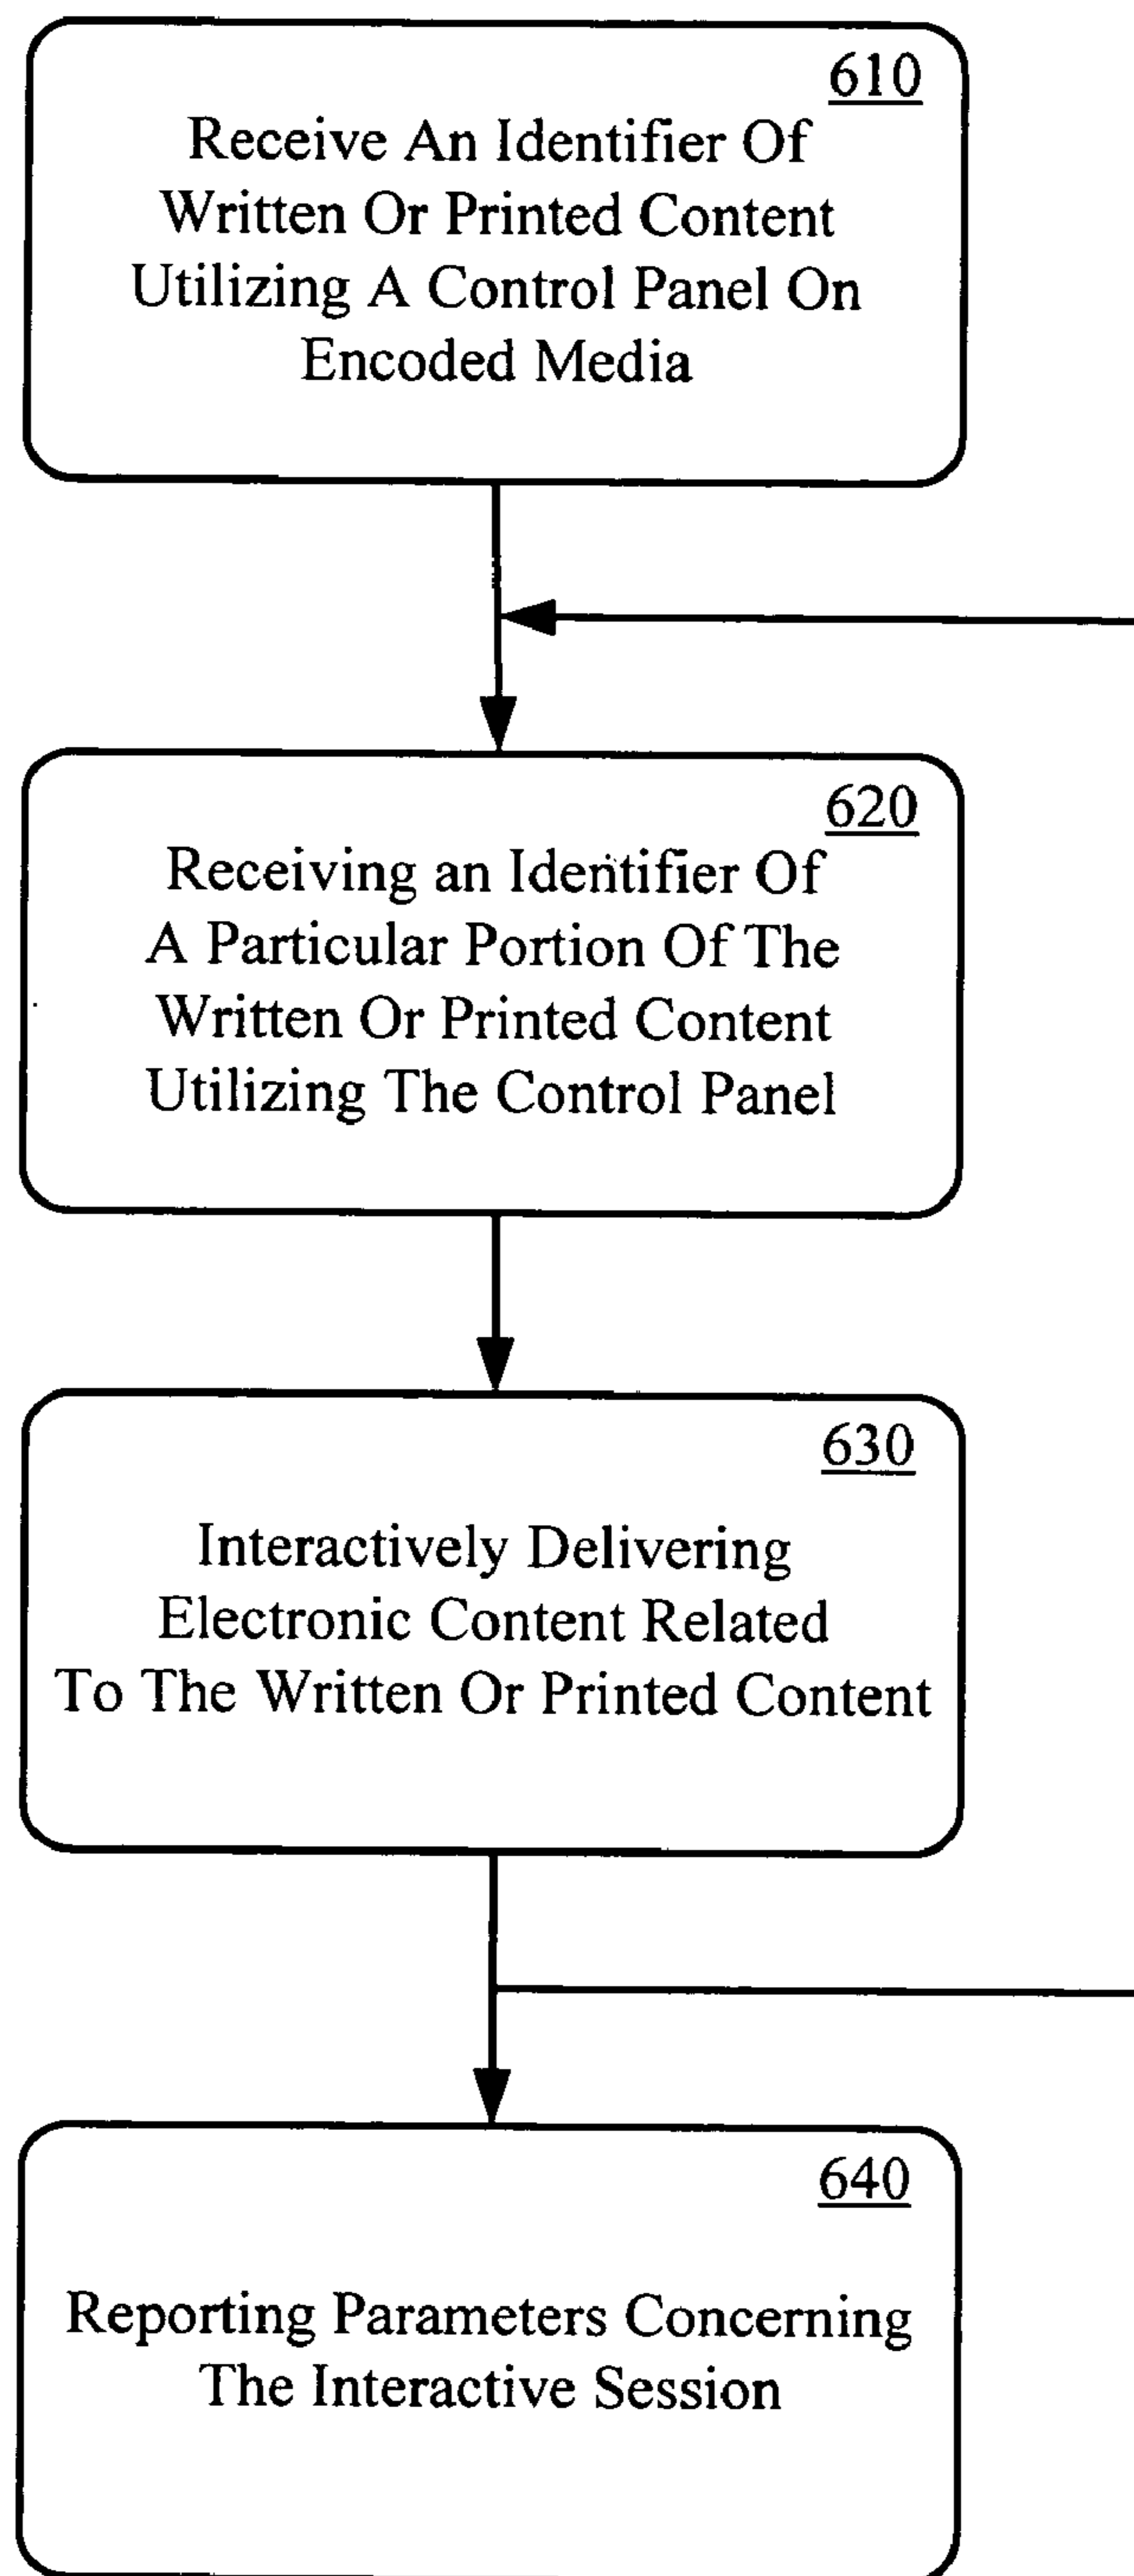 610
Receive An Identifier Of
Written Or Printed Content
Utilizing A Control Panel On
Encoded Media
620
Receiving an Identifier Of
A Particular Portion Of The
Written Or Printed Content
Utilizing The Control Panel
630
Interactively Delivering
Electronic Content Related
To The Written Or Printed Content
640
Reporting Parameters Concerning
The Interactive Session